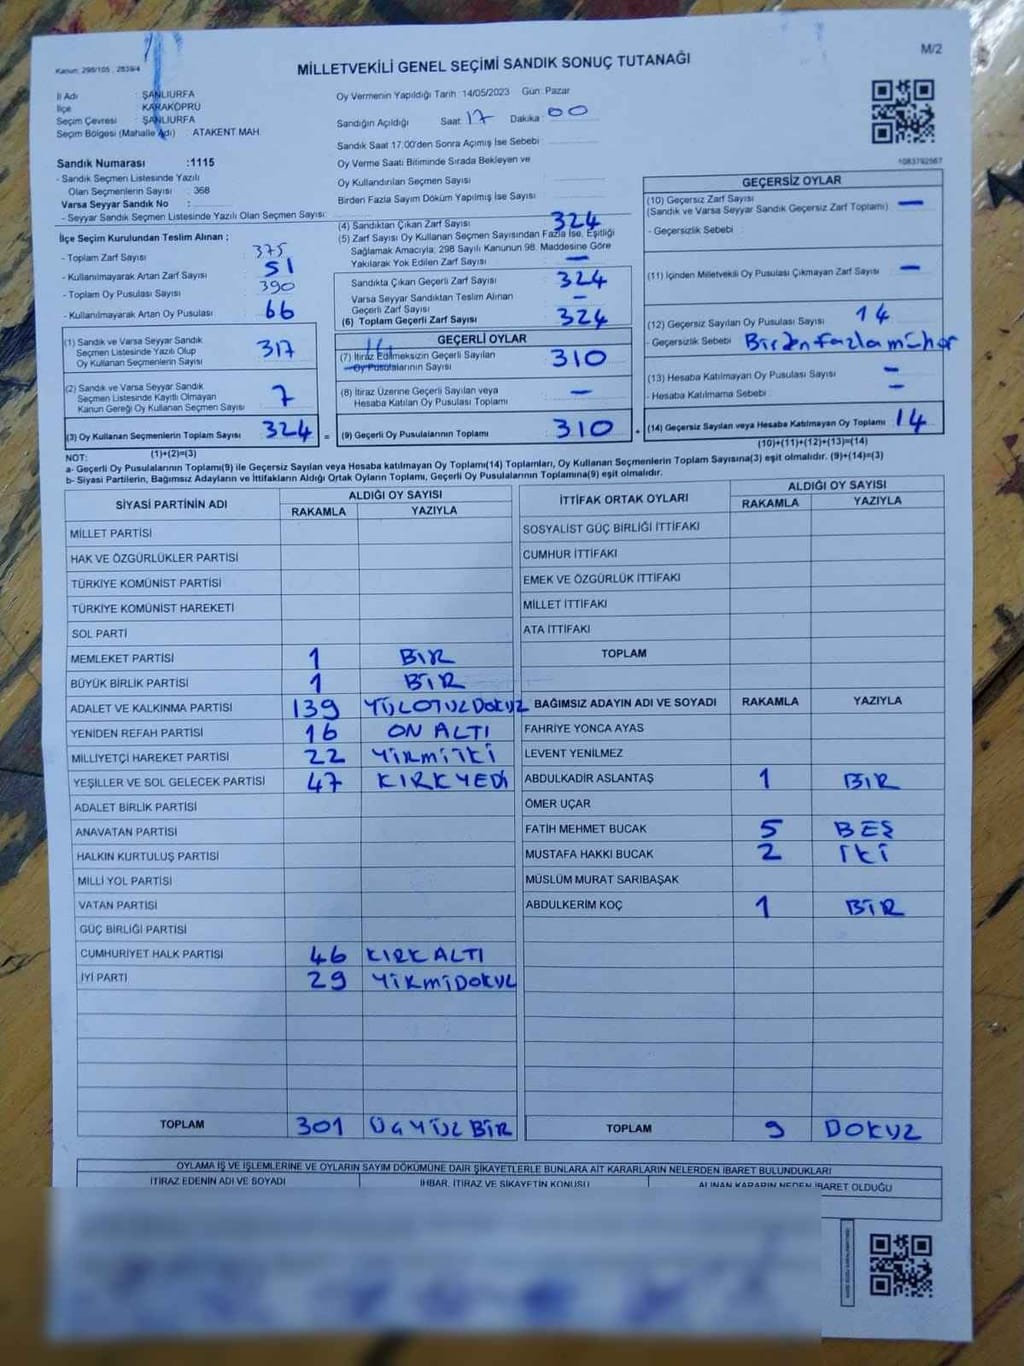 M/2
Kanun: 298/105 , 2839/4
MİLLETVEKİLİ GENEL SEÇİMİ SANDIK SONUÇ TUTANAĞI
İl Adı : ŞANLIURFA
İlçe : KARAKÖPRÜ
Seçim Çevresi : ŞANLIURFA
Seçim Bölgesi (Mahalle Adı) : ATAKENT MAH.
Sandık Numarası :1115
- Sandık Seçmen Listesinde Yazılı
Olan Seçmenlerin Sayısı : 368
Varsa Seyyar Sandık No :
- Seyyar Sandık Seçmen Listesinde Yazılı Olan Seçmen Sayısı:
Oy Vermenin Yapıldığı Tarih :14/05/2023 Gün: Pazar
Sandığın Açıldığı Saat: 17 Dakika: 00
Sandık Saat 17:00'den Sonra Açımış İse Sebebi :
Oy Verme Saati Bitiminde Sırada Bekleyen ve
Oy Kullandırılan Seçmen Sayısı :
Birden Fazla Sayım Döküm Yapılmış İse Sayısı :
1083792567
İlçe Seçim Kurulundan Teslim Alınan ;
- Toplam Zarf Sayısı : 375
- Kullanılmayarak Artan Zarf Sayısı : 51
- Toplam Oy Pusulası Sayısı : 390
- Kullanılmayarak Artan Oy Pusulası : 66
(1) Sandık ve Varsa Seyyar Sandık
Seçmen Listesinde Yazılı Olup
Oy Kullanan Seçmenlerin Sayısı : 317
(2) Sandık ve Varsa Seyyar Sandık
Seçmen Listesinde Kayıtlı Olmayan
Kanun Gereği Oy Kullanan Seçmen Sayısı : 7
(3) Oy Kullanan Seçmenlerin Toplam Sayısı 324 =
(1)+(2)=(3)
(4) Sandıktan Çıkan Zarf Sayısı 324
(5) Zarf Sayısı Oy Kullanan Seçmen Sayısından Fazla İse, Eşitliği
Sağlamak Amacıyla; 298 Sayılı Kanunun 98. Maddesine Göre
Yakılarak Yok Edilen Zarf Sayısı : —
Sandıkta Çıkan Geçerli Zarf Sayısı : 324
Varsa Seyyar Sandıktan Teslim Alınan
Geçerli Zarf Sayısı : —
(6) Toplam Geçerli Zarf Sayısı : 324
GEÇERLİ OYLAR
(7) İtiraz Edilmeksizin Geçerli Sayılan
Oy Pusulalarının Sayısı : 310
(8) İtiraz Üzerine Geçerli Sayılan veya
Hesaba Katılan Oy Pusulası Toplamı : —
(9) Geçerli Oy Pusulalarının Toplamı : 310 +
GEÇERSİZ OYLAR
(10) Geçersiz Zarf Sayısı :
(Sandık ve Varsa Seyyar Sandık Geçersiz Zarf Toplamı) —
- Geçersizlik Sebebi :
(11) İçinden Milletvekili Oy Pusulası Çıkmayan Zarf Sayısı : —
(12) Geçersiz Sayılan Oy Pusulası Sayısı : 14
- Geçersizlik Sebebi : Birden fazla mühür
(13) Hesaba Katılmayan Oy Pusulası Sayısı : —
- Hesaba Katılmama Sebebi : —
(14) Geçersiz Sayılan veya Hesaba Katılmayan Oy Toplamı : 14
(10)+(11)+(12)+(13)=(14)
NOT:
a- Geçerli Oy Pusulalarının Toplamı(9) ile Geçersiz Sayılan veya Hesaba katılmayan Oy Toplamı(14) Toplamları, Oy Kullanan Seçmenlerin Toplam Sayısına(3) eşit olmalıdır. (9)+(14)=(3)
b- Siyasi Partilerin, Bağımsız Adayların ve İttifakların Aldığı Ortak Oyların Toplamı, Geçerli Oy Pusulalarının Toplamına(9) eşit olmalıdır.
SİYASİ PARTİNİN ADI ALDIĞI OY SAYISI
RAKAMLA YAZIYLA
MİLLET PARTİSİ
HAK VE ÖZGÜRLÜKLER PARTİSİ
TÜRKİYE KOMÜNİST PARTİSİ
TÜRKİYE KOMÜNİST HAREKETİ
SOL PARTİ
MEMLEKET PARTİSİ 1 BİR
BÜYÜK BİRLİK PARTİSİ 1 BİR
ADALET VE KALKINMA PARTİSİ 139 YÜZ OTUZ DOKUZ
YENİDEN REFAH PARTİSİ 16 ON ALTI
MİLLİYETÇİ HAREKET PARTİSİ 22 YİRMİ İKİ
YEŞİLLER VE SOL GELECEK PARTİSİ 47 KIRK YEDİ
ADALET BİRLİK PARTİSİ
ANAVATAN PARTİSİ
HALKIN KURTULUŞ PARTİSİ
MİLLİ YOL PARTİSİ
VATAN PARTİSİ
GÜÇ BİRLİĞİ PARTİSİ
CUMHURİYET HALK PARTİSİ 46 KIRK ALTI
İYİ PARTİ 29 YİRMİ DOKUZ
TOPLAM 301 ÜÇ YÜZ BİR
İTTİFAK ORTAK OYLARI ALDIĞI OY SAYISI
RAKAMLA YAZIYLA
SOSYALİST GÜÇ BİRLİĞİ İTTİFAKI
CUMHUR İTTİFAKI
EMEK VE ÖZGÜRLÜK İTTİFAKI
MİLLET İTTİFAKI
ATA İTTİFAKI
TOPLAM
BAĞIMSIZ ADAYIN ADI VE SOYADI RAKAMLA YAZIYLA
FAHRİYE YONCA AYAS
LEVENT YENİLMEZ
ABDULKADİR ASLANTAŞ 1 BİR
ÖMER UÇAR
FATİH MEHMET BUCAK 5 BEŞ
MUSTAFA HAKKI BUCAK 2 İKİ
MÜSLÜM MURAT SARIBAŞAK
ABDULKERİM KOÇ 1 BİR
TOPLAM 9 DOKUZ
OYLAMA İŞ VE İŞLEMLERİNE VE OYLARIN SAYIM DÖKÜMÜNE DAİR ŞİKAYETLERLE BUNLARA AİT KARARLARIN NELERDEN İBARET BULUNDUKLARI
İTİRAZ EDENİN ADI VE SOYADI İHBAR, İTİRAZ VE ŞİKAYETİN KONUSU ALINAN KARARIN NEDEN İBARET OLDUĞU